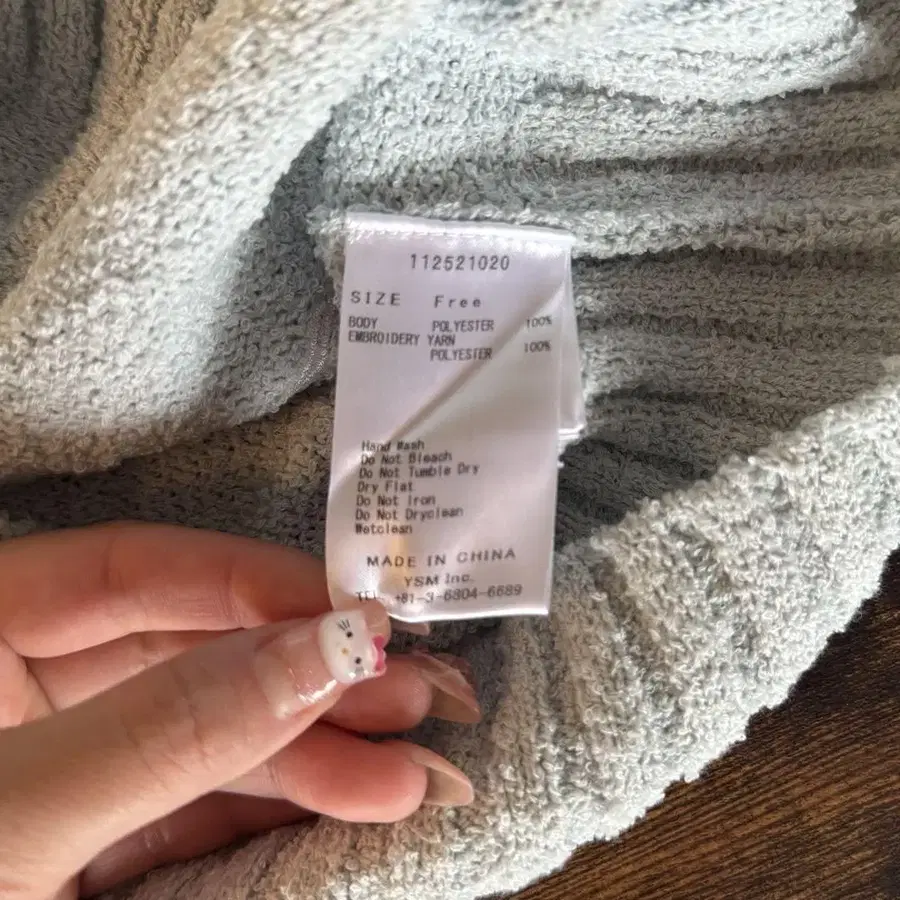 112521020
SIZE Free
BODY POLYESTER 100%
EMBROIDERY YARN
POLYESTER 100%
Hand Wash
Do Not Bleach
Do Not Tumble Dry
Dry Flat
Do Not Iron
Do Not Dryclean
Wetclean
MADE IN CHINA
YSM Inc.
TEL +81-3-6804-6689